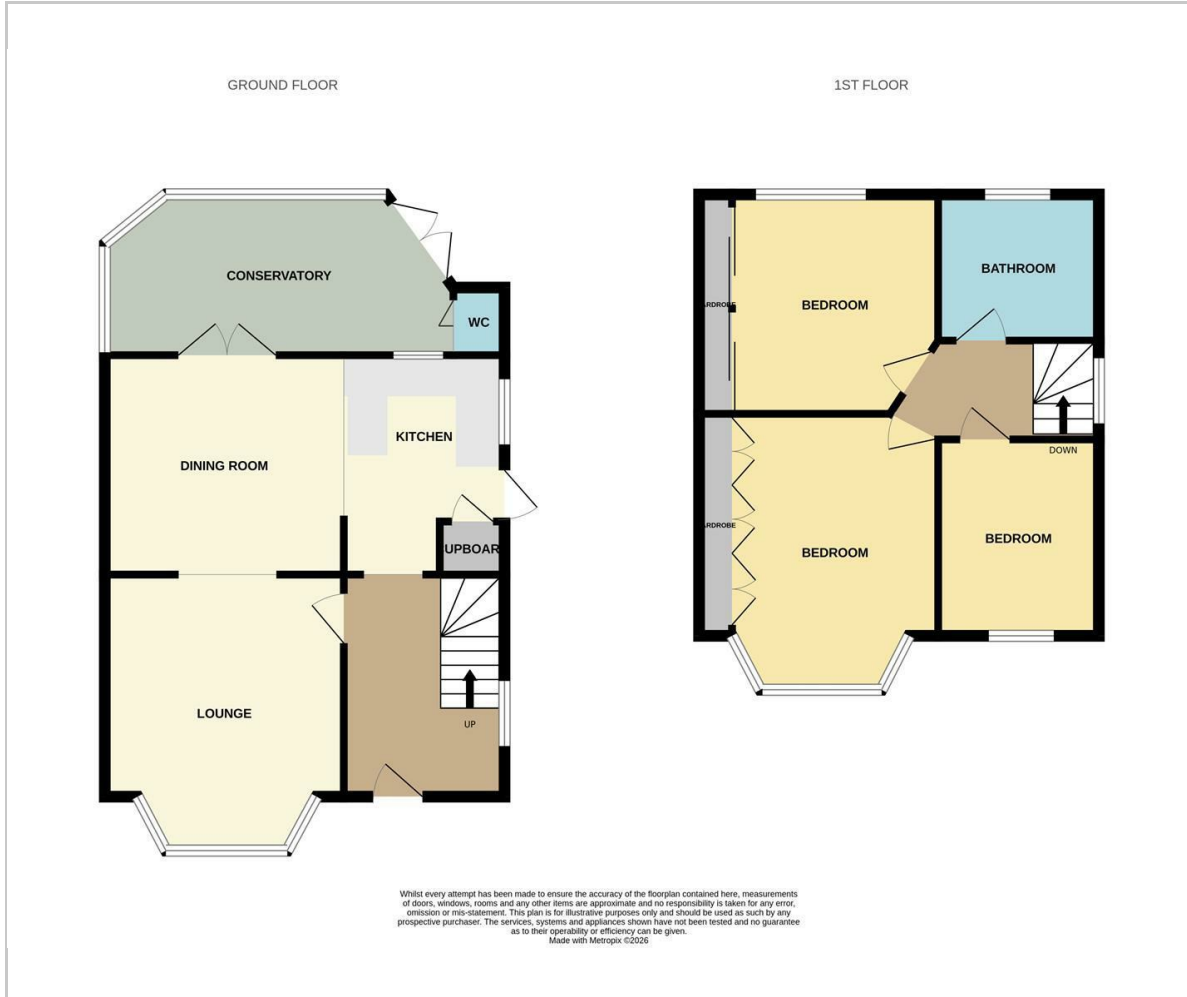 GROUND FLOOR
CONSERVATORY
WC
KITCHEN
DINING ROOM
UPBOAR
LOUNGE
UP
1ST FLOOR
BATHROOM
ARDROBE
BEDROOM
DOWN
ARDROBE
BEDROOM
BEDROOM
Whilst every attempt has been made to ensure the accuracy of the floorplan contained here, measurements
of doors, windows, rooms and any other items are approximate and no responsibility is taken for any error,
omission or mis-statement. This plan is for illustrative purposes only and should be used as such by any
prospective purchaser. The services, systems and appliances shown have not been tested and no guarantee
as to their operability or efficiency can be given.
Made with Metropix ©2026